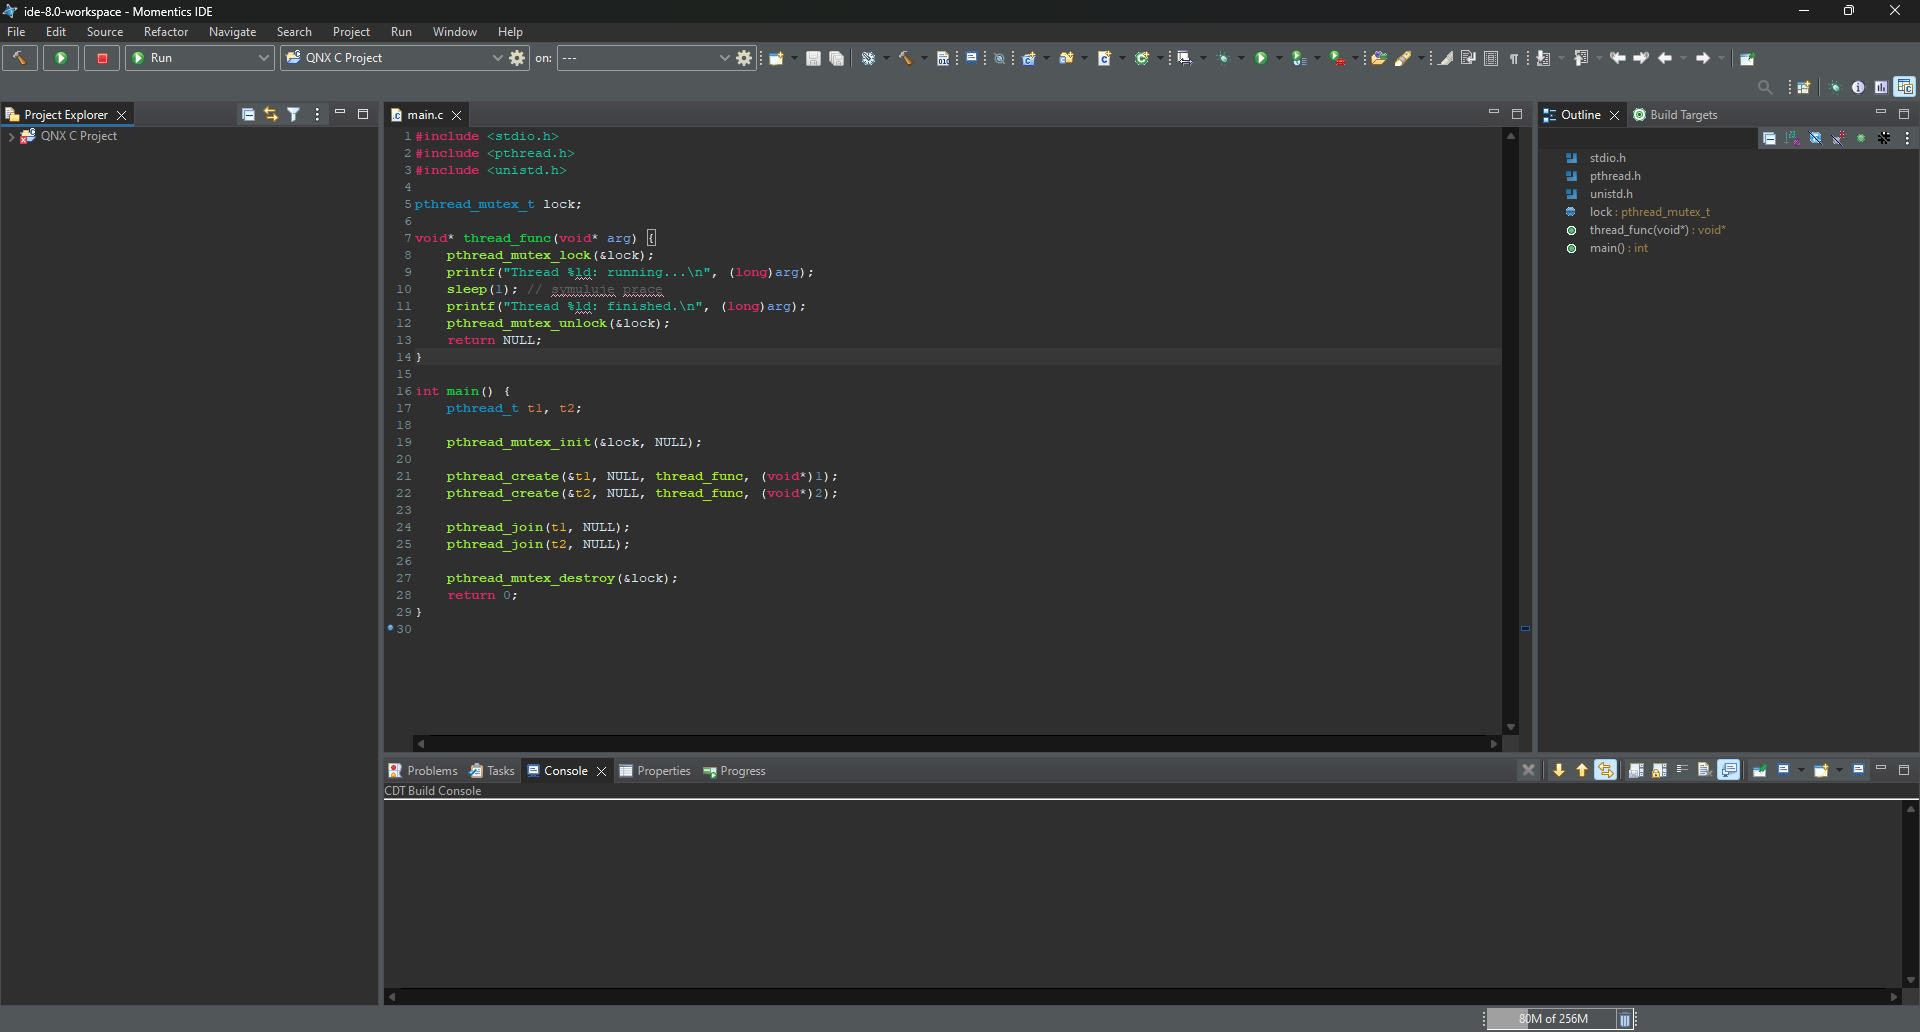 ide-8.0-workspace - Momentics IDE
File Edit Source Refactor Navigate Search Project Run Window Help
Run QNX C Project on: ---
Project Explorer
QNX C Project
main.c
1 #include <stdio.h>
2 #include <pthread.h>
3 #include <unistd.h>
4
5 pthread_mutex_t lock;
6
7 void* thread_func(void* arg) {
8     pthread_mutex_lock(&lock);
9     printf("Thread %ld: running...\n", (long)arg);
10     sleep(1); // symuluje prace
11     printf("Thread %ld: finished.\n", (long)arg);
12     pthread_mutex_unlock(&lock);
13     return NULL;
14 }
15
16 int main() {
17     pthread_t t1, t2;
18
19     pthread_mutex_init(&lock, NULL);
20
21     pthread_create(&t1, NULL, thread_func, (void*)1);
22     pthread_create(&t2, NULL, thread_func, (void*)2);
23
24     pthread_join(t1, NULL);
25     pthread_join(t2, NULL);
26
27     pthread_mutex_destroy(&lock);
28     return 0;
29 }
30
Outline Build Targets
stdio.h
pthread.h
unistd.h
lock : pthread_mutex_t
thread_func(void*) : void*
main() : int
Problems Tasks Console Properties Progress
CDT Build Console
80M of 256M